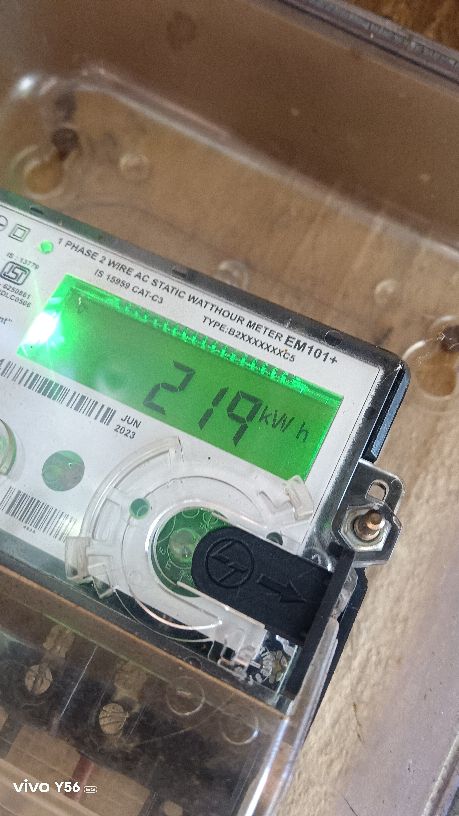 1 PHASE 2 WIRE AC STATIC WATTHOUR METER EM101+
IS 15959 CAT-C3
TYPE:B2XXXXXXXC5
IS : 13779
219 kWh
JUN
2023
vivo Y56